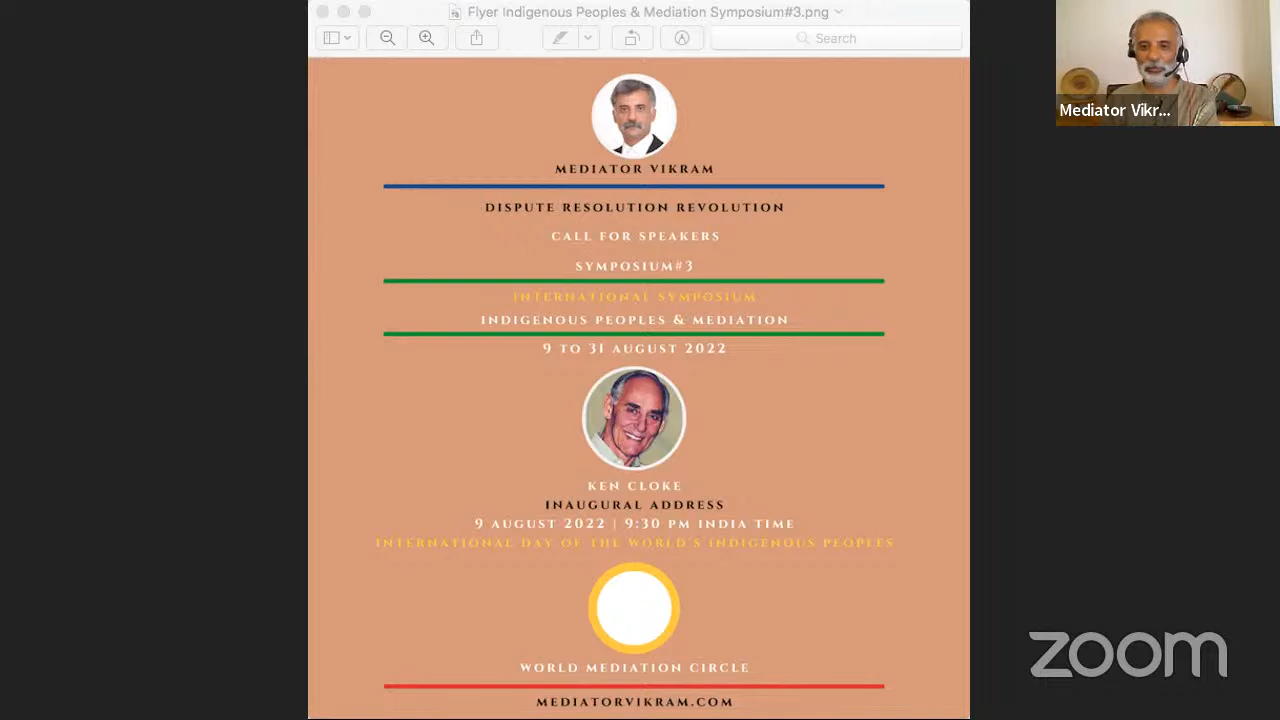 Flyer Indigenous Peoples & Mediation Symposium#3.png
Search
MEDIATOR VIKRAM
DISPUTE RESOLUTION REVOLUTION
CALL FOR SPEAKERS
SYMPOSIUM#3
INTERNATIONAL SYMPOSIUM
INDIGENOUS PEOPLES & MEDIATION
9 TO 31 AUGUST 2022
KEN CLOKE
INAUGURAL ADDRESS
9 AUGUST 2022 | 9:30 PM INDIA TIME
INTERNATIONAL DAY OF THE WORLD'S INDIGENOUS PEOPLES
WORLD MEDIATION CIRCLE
MEDIATORVIKRAM.COM
Mediator Vikr...
zoom